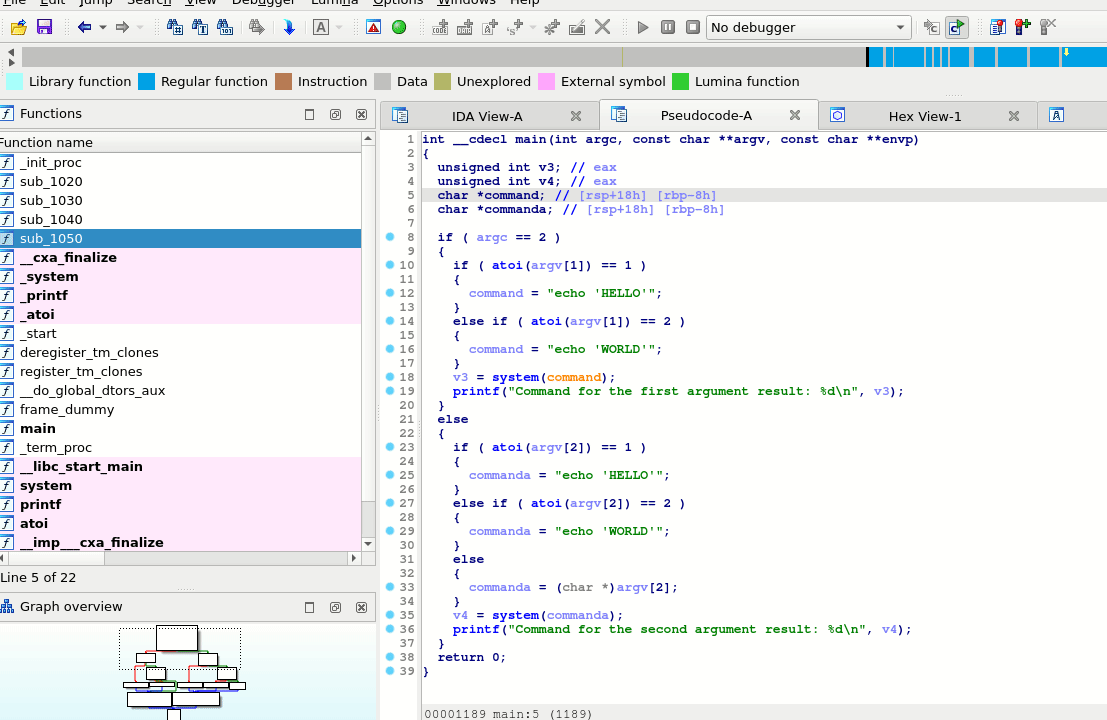 File Edit Jump Search View Debugger Lumina Options Windows Help
No debugger
Library function Regular function Instruction Data Unexplored External symbol Lumina function
Functions
IDA View-A Pseudocode-A Hex View-1
Function name
_init_proc
sub_1020
sub_1030
sub_1040
sub_1050
__cxa_finalize
_system
_printf
_atoi
_start
deregister_tm_clones
register_tm_clones
__do_global_dtors_aux
frame_dummy
main
_term_proc
__libc_start_main
system
printf
atoi
__imp___cxa_finalize
Line 5 of 22
Graph overview
1 int __cdecl main(int argc, const char **argv, const char **envp)
2 {
3 unsigned int v3; // eax
4 unsigned int v4; // eax
5 char *command; // [rsp+18h] [rbp-8h]
6 char *commanda; // [rsp+18h] [rbp-8h]
7
8 if ( argc == 2 )
9 {
10 if ( atoi(argv[1]) == 1 )
11 {
12 command = "echo 'HELLO'";
13 }
14 else if ( atoi(argv[1]) == 2 )
15 {
16 command = "echo 'WORLD'";
17 }
18 v3 = system(command);
19 printf("Command for the first argument result: %d\n", v3);
20 }
21 else
22 {
23 if ( atoi(argv[2]) == 1 )
24 {
25 commanda = "echo 'HELLO'";
26 }
27 else if ( atoi(argv[2]) == 2 )
28 {
29 commanda = "echo 'WORLD'";
30 }
31 else
32 {
33 commanda = (char *)argv[2];
34 }
35 v4 = system(commanda);
36 printf("Command for the second argument result: %d\n", v4);
37 }
38 return 0;
39 }
00001189 main:5 (1189)